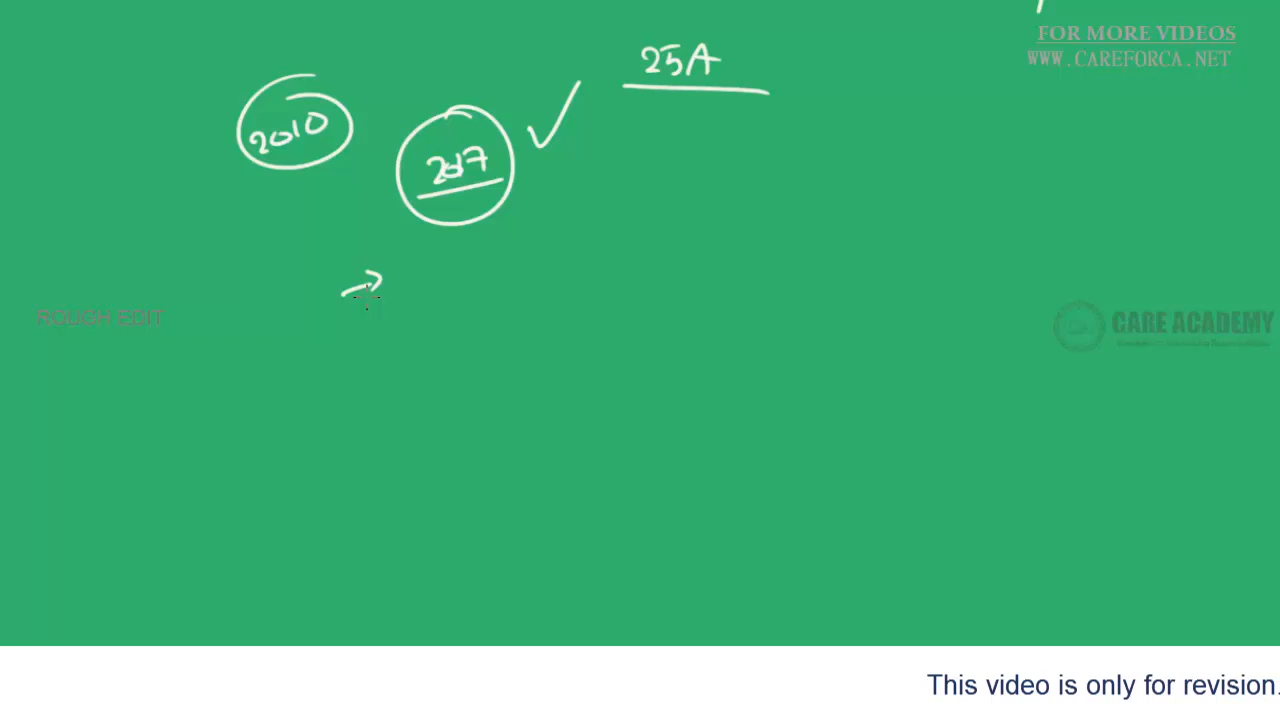 FOR MORE VIDEOS
WWW.CAREFORCA.NET
25A
2010
2017
ROUGH EDIT
CARE ACADEMY
This video is only for revision.